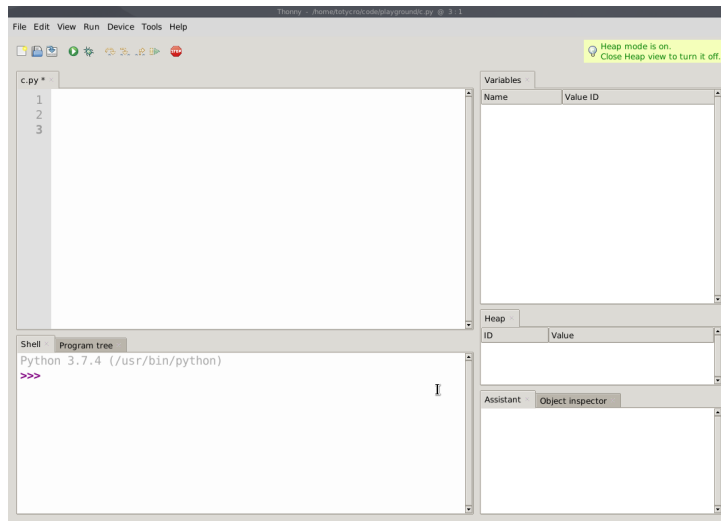 Thonny - /home/totycro/code/playground/c.py @ 3:1
File Edit View Run Device Tools Help
STOP
Heap mode is on.
Close Heap view to turn it off.
c.py *
1
2
3
Variables
Name Value ID
Heap
ID Value
Shell Program tree
Python 3.7.4 (/usr/bin/python)
>>>
Assistant Object inspector